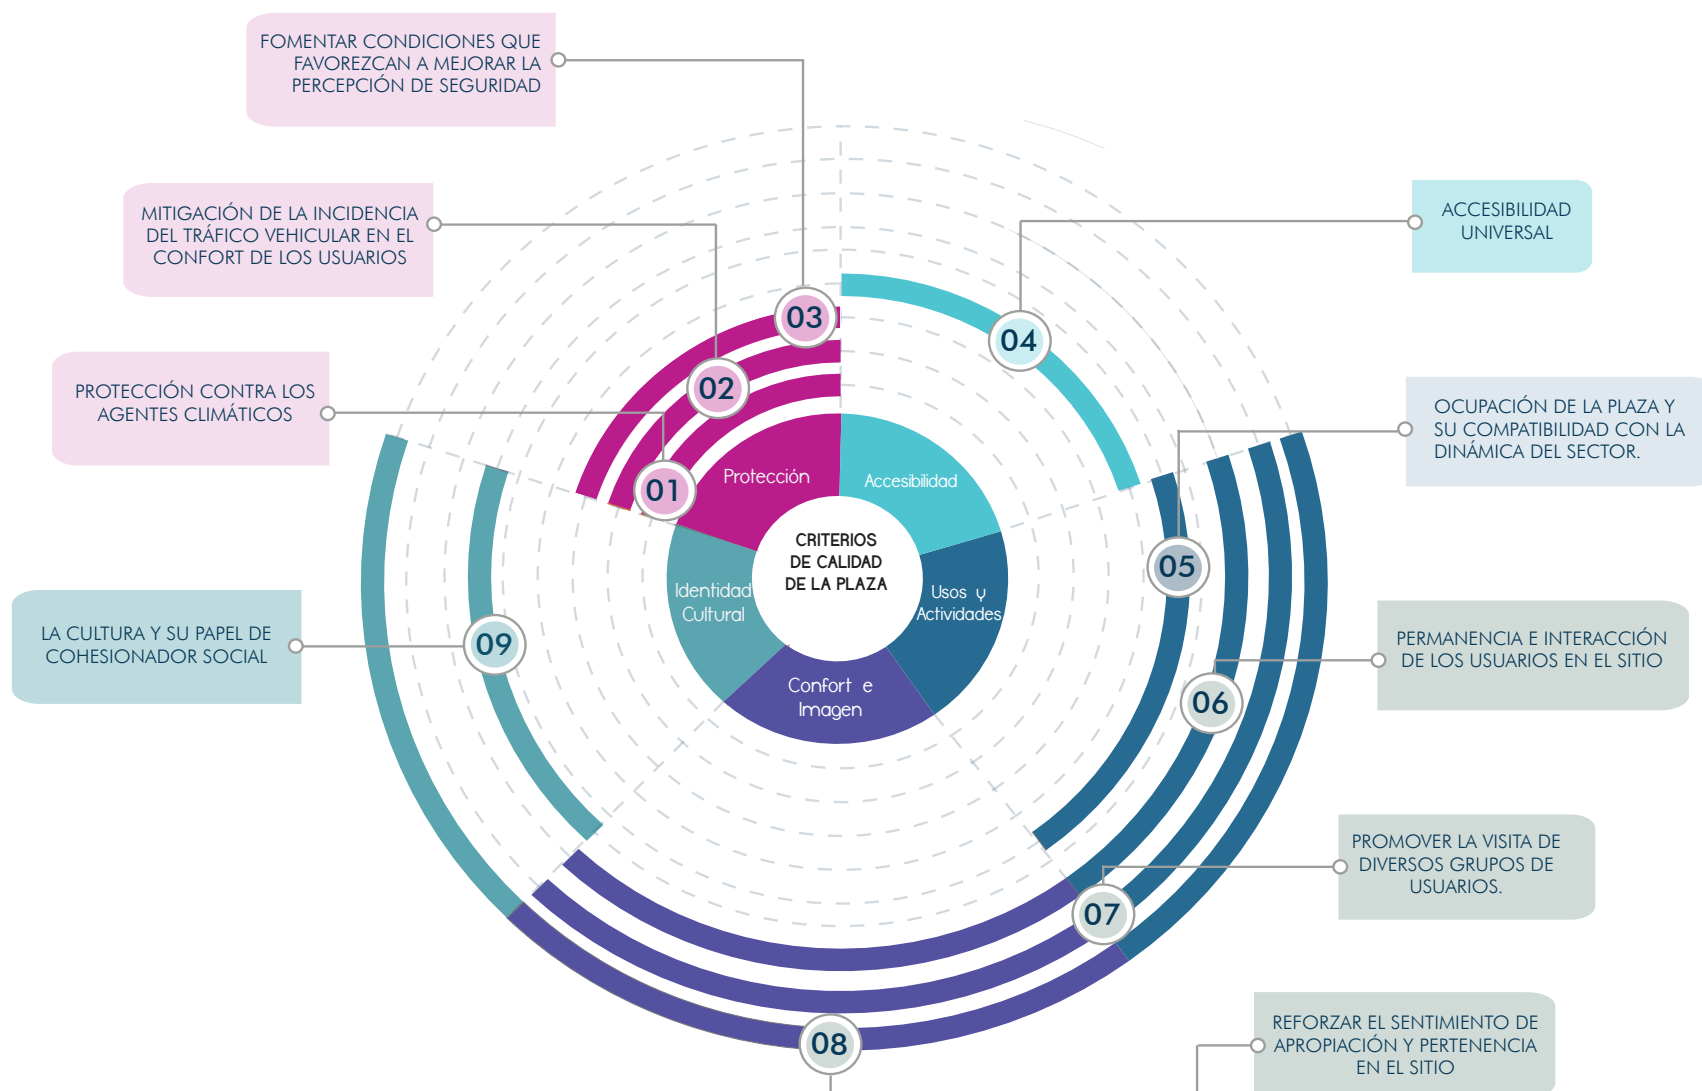 FOMENTAR CONDICIONES QUE
FAVOREZCAN A MEJORAR LA
PERCEPCIÓN DE SEGURIDAD
MITIGACIÓN DE LA INCIDENCIA
DEL TRÁFICO VEHICULAR EN EL
CONFORT DE LOS USUARIOS
PROTECCIÓN CONTRA LOS
AGENTES CLIMÁTICOS
LA CULTURA Y SU PAPEL DE
COHESIONADOR SOCIAL
03
02
01
04
05
06
07
08
09
Protección
Accesibilidad
Identidad
Cultural
Usos y
Actividades
Confort e
Imagen
CRITERIOS
DE CALIDAD
DE LA PLAZA
ACCESIBILIDAD
UNIVERSAL
OCUPACIÓN DE LA PLAZA Y
SU COMPATIBILIDAD CON LA
DINÁMICA DEL SECTOR.
PERMANENCIA E INTERACCIÓN
DE LOS USUARIOS EN EL SITIO
PROMOVER LA VISITA DE
DIVERSOS GRUPOS DE
USUARIOS.
REFORZAR EL SENTIMIENTO DE
APROPIACIÓN Y PERTENENCIA
EN EL SITIO